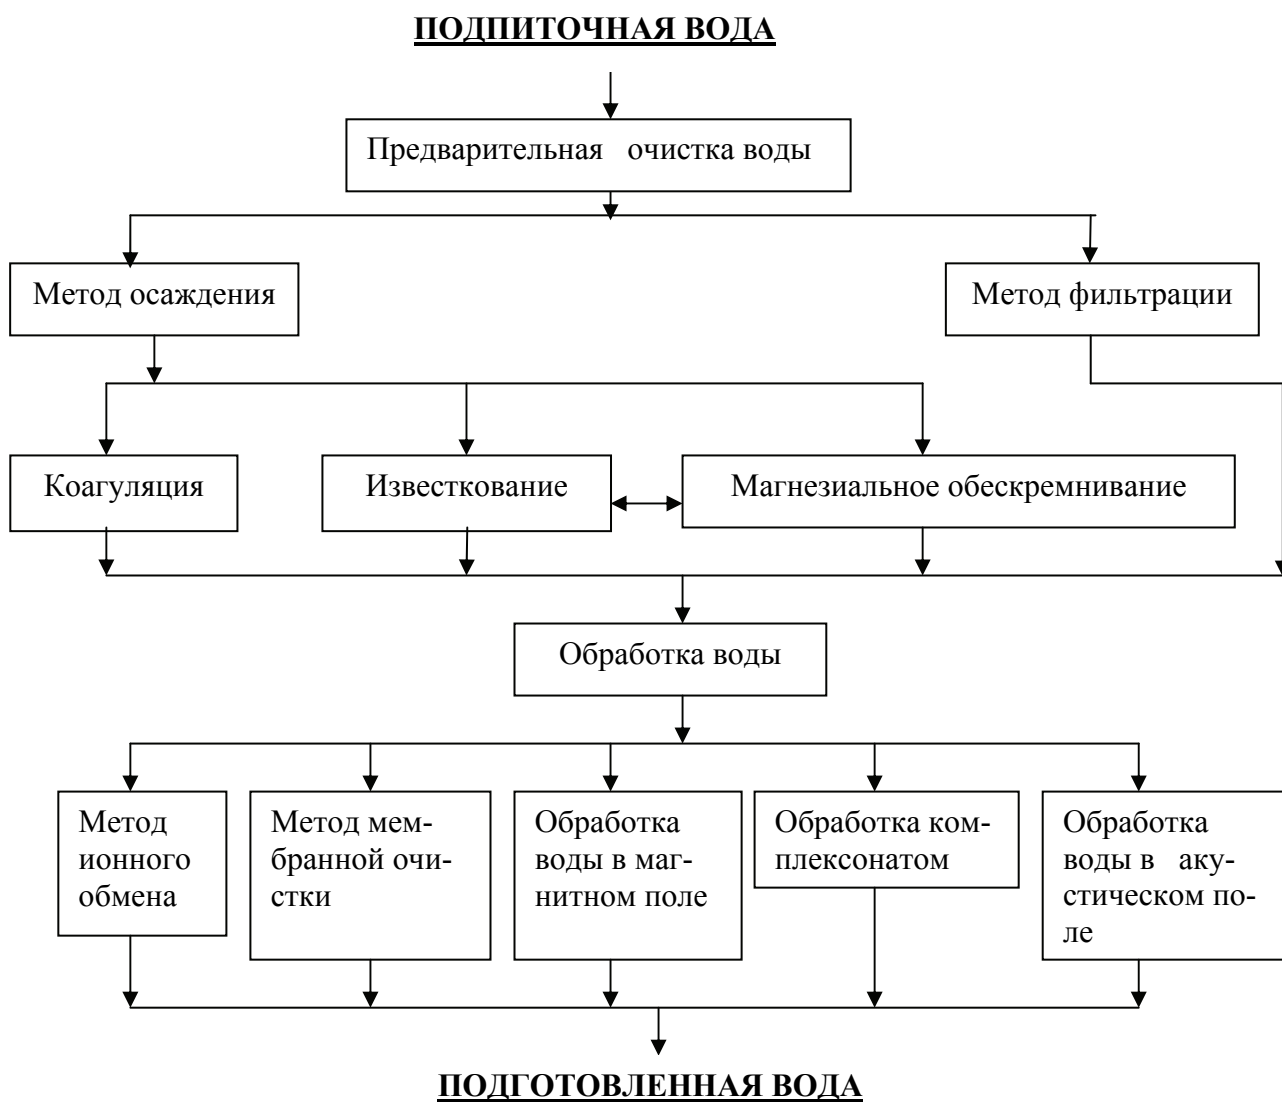 ПОДПИТОЧНАЯ ВОДА
Предварительная очистка воды
Метод осаждения
Метод фильтрации
Коагуляция
Известкование
Магнезиальное обескремнивание
Обработка воды
Метод
ионного
обмена
Метод мем-
бранной очи-
стки
Обработка
воды в маг-
нитном поле
Обработка ком-
плексонатом
Обработка
воды в аку-
стическом по-
ле
ПОДГОТОВЛЕННАЯ ВОДА